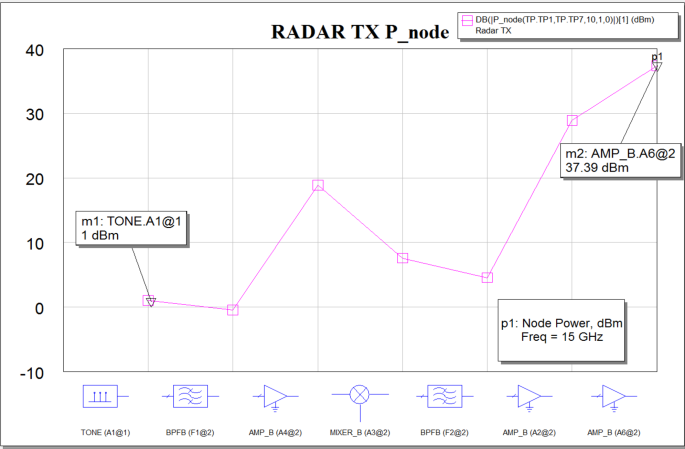 RADAR TX P_node
DB(|P_node(TP.TP1,TP.TP7,10,1,0)|)[1] (dBm)
Radar TX
40
30
20
10
0
-10
p1
m2: AMP_B.A6@2
37.39 dBm
m1: TONE.A1@1
1 dBm
p1: Node Power, dBm
Freq = 15 GHz
TONE (A1@1)
BPFB (F1@2)
AMP_B (A4@2)
MIXER_B (A3@2)
BPFB (F2@2)
AMP_B (A2@2)
AMP_B (A6@2)